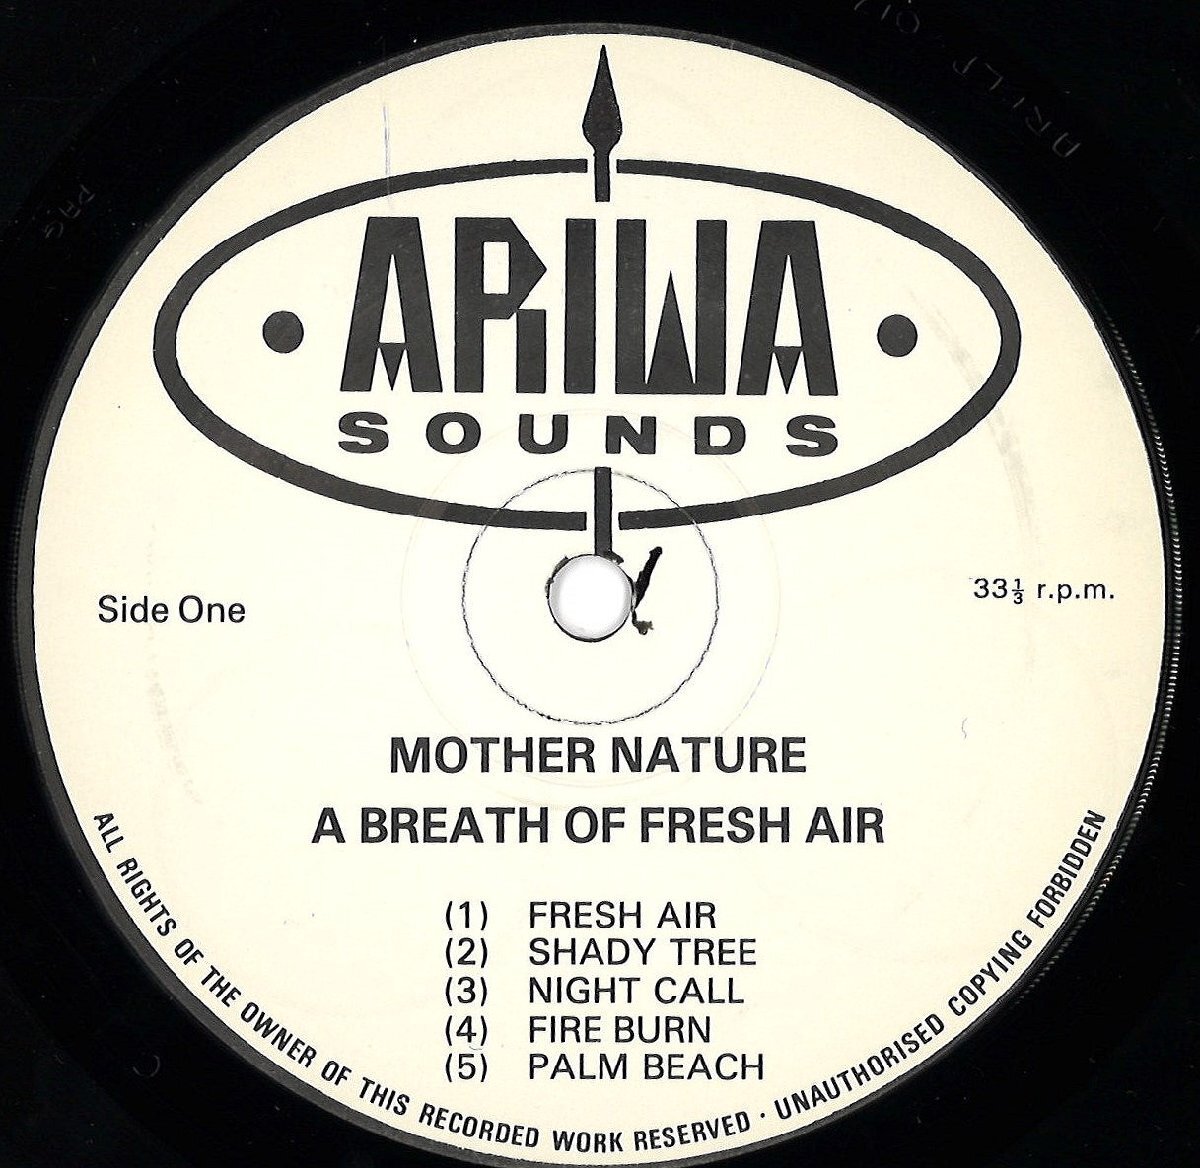 ARIWA
SOUNDS
Side One
33⅓ r.p.m.
MOTHER NATURE
A BREATH OF FRESH AIR
(1) FRESH AIR
(2) SHADY TREE
(3) NIGHT CALL
(4) FIRE BURN
(5) PALM BEACH
ALL RIGHTS OF THE OWNER OF THIS RECORDED WORK RESERVED · UNAUTHORISED COPYING FORBIDDEN